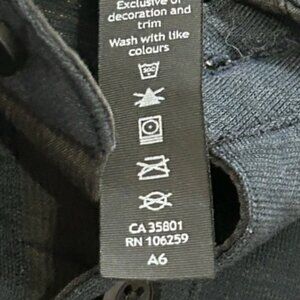 Exclusive of
decoration and
trim
Wash with like
colours
CA 35801
RN 106259
A6